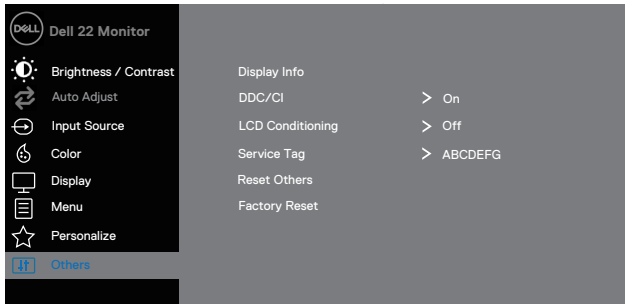 DELL Dell 22 Monitor
Brightness / Contrast
Auto Adjust
Input Source
Color
Display
Menu
Personalize
Others
Display Info
DDC/CI > On
LCD Conditioning > Off
Service Tag > ABCDEFG
Reset Others
Factory Reset